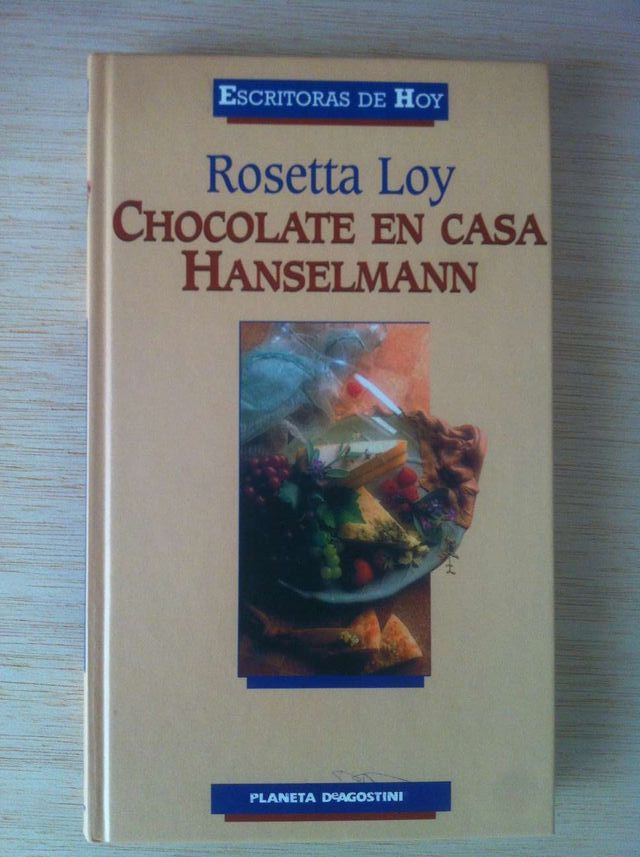 ESCRITORAS DE HOY
Rosetta Loy
CHOCOLATE EN CASA
HANSELMANN
PLANETA DeAGOSTINI